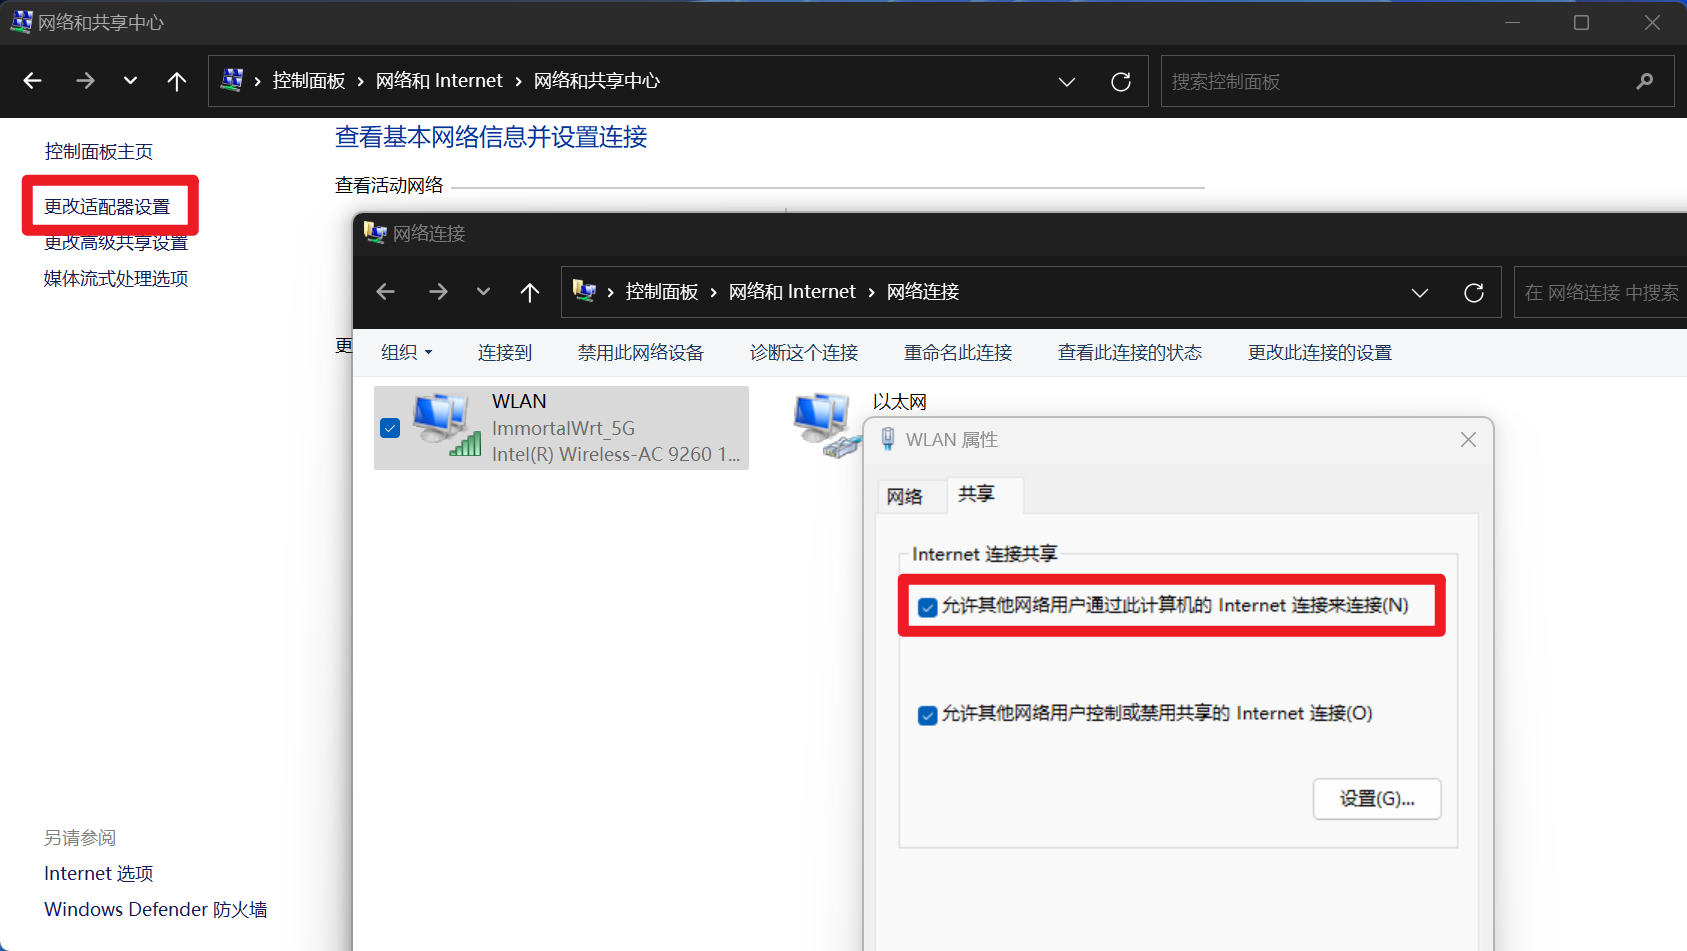 网络和共享中心
控制面板 › 网络和 Internet › 网络和共享中心
搜索控制面板
控制面板主页
更改适配器设置
更改高级共享设置
媒体流式处理选项
查看基本网络信息并设置连接
查看活动网络
更
网络连接
控制面板 › 网络和 Internet › 网络连接
在 网络连接 中搜索
组织 连接到 禁用此网络设备 诊断这个连接 重命名此连接 查看此连接的状态 更改此连接的设置
WLAN
ImmortalWrt_5G
Intel(R) Wireless-AC 9260 1...
以太网
WLAN 属性
网络 共享
Internet 连接共享
允许其他网络用户通过此计算机的 Internet 连接来连接(N)
允许其他网络用户控制或禁用共享的 Internet 连接(O)
设置(G)...
另请参阅
Internet 选项
Windows Defender 防火墙